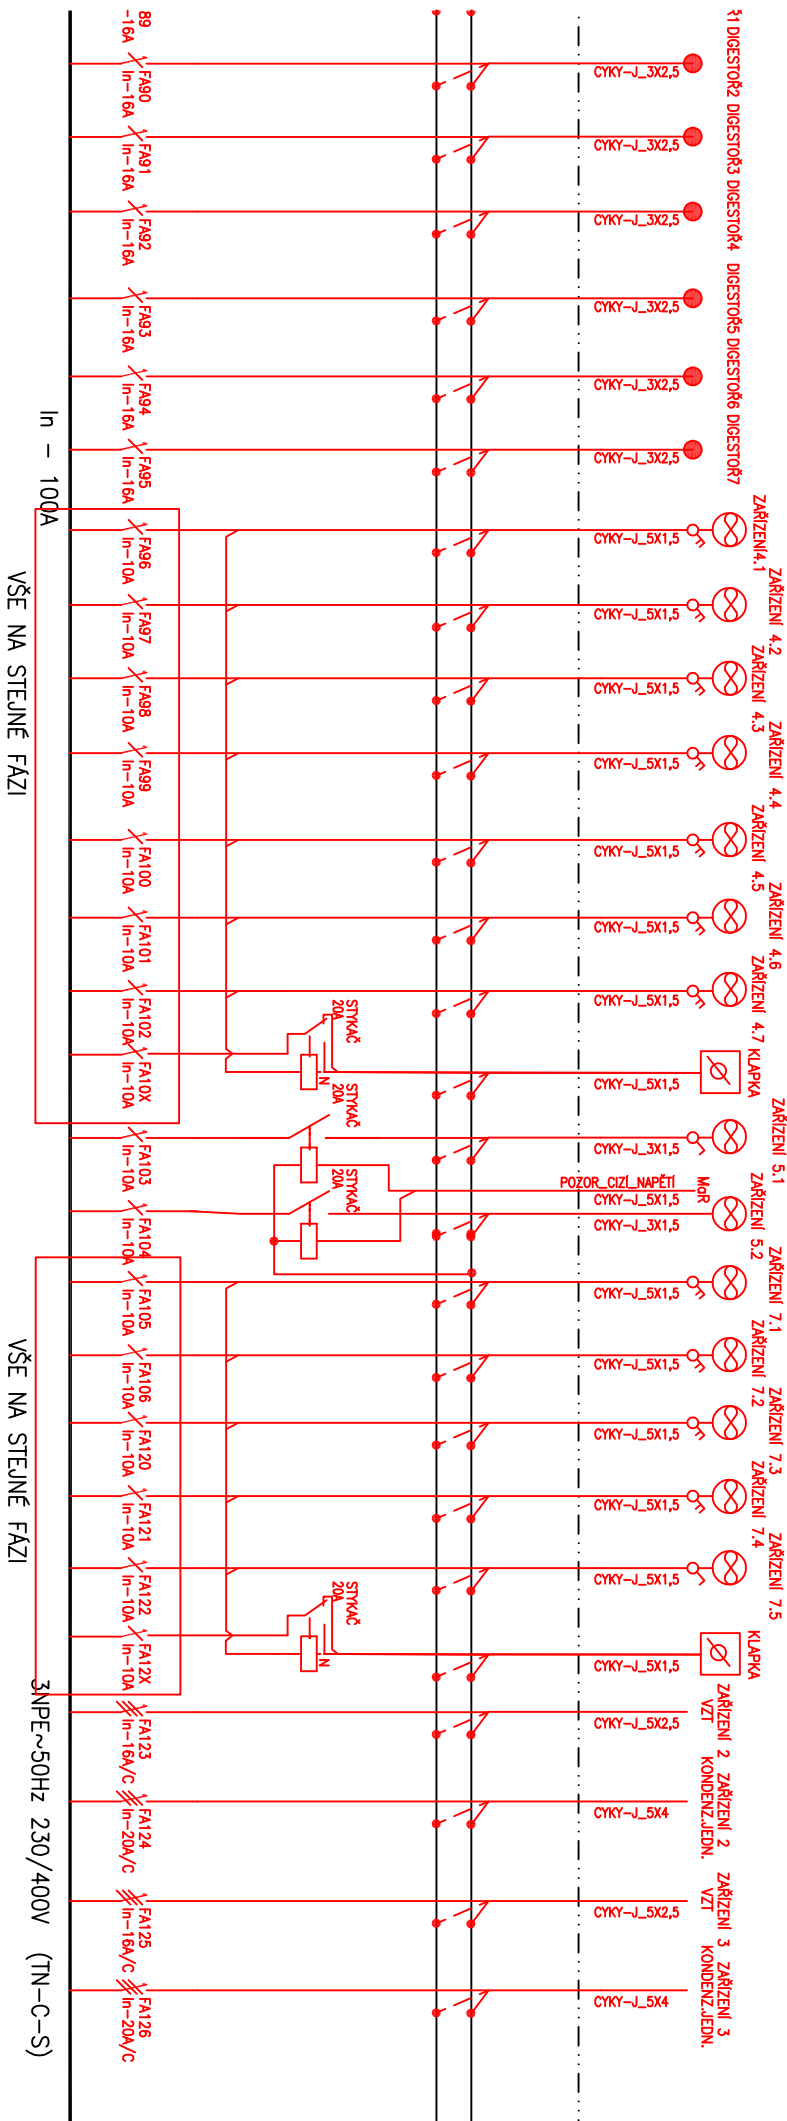 Ř1 DIGESTOŘ2 DIGESTOŘ3 DIGESTOŘ4 DIGESTOŘ5 DIGESTOŘ6 DIGESTOŘ7
ZAŘÍZENÍ4.1
ZAŘÍZENÍ 4.2
ZAŘÍZENÍ 4.3
ZAŘÍZENÍ 4.4
ZAŘÍZENÍ 4.5
ZAŘÍZENÍ 4.6
ZAŘÍZENÍ 4.7
KLAPKA
ZAŘÍZENÍ 5.1
MaR
ZAŘÍZENÍ 5.2
ZAŘÍZENÍ 7.1
ZAŘÍZENÍ 7.2
ZAŘÍZENÍ 7.3
ZAŘÍZENÍ 7.4
ZAŘÍZENÍ 7.5
KLAPKA
ZAŘÍZENÍ 2
VZT
ZAŘÍZENÍ 2
KONDENZ.JEDN.
ZAŘÍZENÍ 3
VZT
ZAŘÍZENÍ 3
KONDENZ.JEDN.
CYKY-J_3X2,5
CYKY-J_3X2,5
CYKY-J_3X2,5
CYKY-J_3X2,5
CYKY-J_3X2,5
CYKY-J_3X2,5
CYKY-J_5X1,5
CYKY-J_5X1,5
CYKY-J_5X1,5
CYKY-J_5X1,5
CYKY-J_5X1,5
CYKY-J_5X1,5
CYKY-J_5X1,5
CYKY-J_5X1,5
CYKY-J_3X1,5
POZOR_CIZÍ_NAPĚTÍ
CYKY-J_5X1,5
CYKY-J_3X1,5
CYKY-J_5X1,5
CYKY-J_5X1,5
CYKY-J_5X1,5
CYKY-J_5X1,5
CYKY-J_5X1,5
CYKY-J_5X1,5
CYKY-J_5X2,5
CYKY-J_5X4
CYKY-J_5X2,5
CYKY-J_5X4
STYKAČ
20A
N
STYKAČ
20A
STYKAČ
20A
STYKAČ
20A
N
89
-16A
FA90
In-16A
FA91
In-16A
FA92
In-16A
FA93
In-16A
FA94
In-16A
FA95
In-16A
FA96
In-10A
FA97
In-10A
FA98
In-10A
FA99
In-10A
FA100
In-10A
FA101
In-10A
FA102
In-10A
FA10X
In-10A
FA103
In-10A
FA104
In-10A
FA105
In-10A
FA106
In-10A
FA120
In-10A
FA121
In-10A
FA122
In-10A
FA12X
In-10A
FA123
In-16A/C
FA124
In-20A/C
FA125
In-16A/C
FA126
In-20A/C
In - 100A
3NPE~50Hz 230/400V (TN-C-S)
VŠE NA STEJNÉ FÁZI
VŠE NA STEJNÉ FÁZI